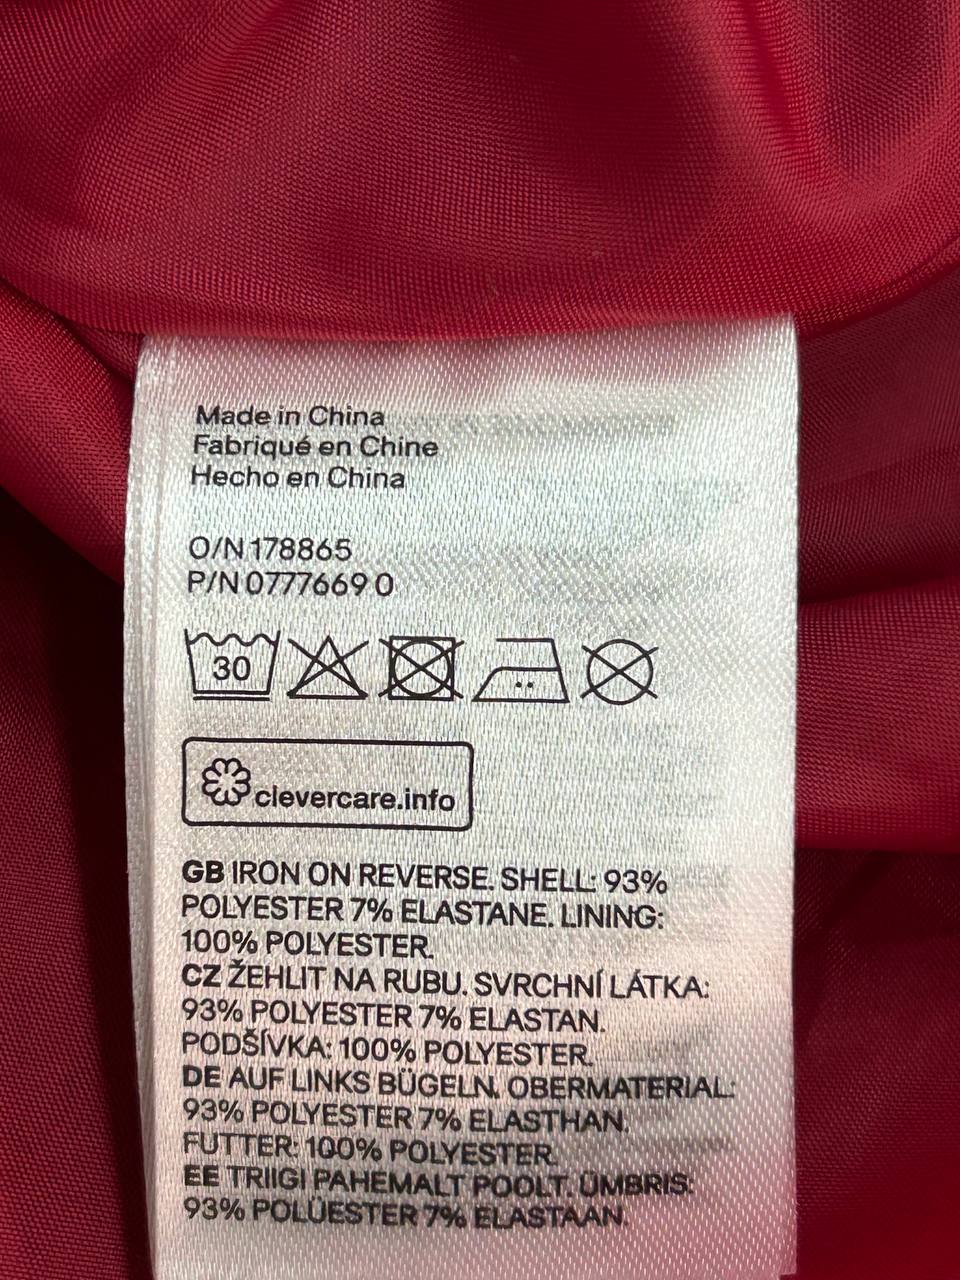 Made in China
Fabriqué en Chine
Hecho en China
O/N 178865
P/N 0777669 0
30
clevercare.info
GB IRON ON REVERSE. SHELL: 93%
POLYESTER 7% ELASTANE. LINING:
100% POLYESTER.
CZ ŽEHLIT NA RUBU. SVRCHNÍ LÁTKA:
93% POLYESTER 7% ELASTAN.
PODŠÍVKA: 100% POLYESTER.
DE AUF LINKS BÜGELN. OBERMATERIAL:
93% POLYESTER 7% ELASTHAN.
FUTTER: 100% POLYESTER.
EE TRIIGI PAHEMALT POOLT. ÜMBRIS:
93% POLÜESTER 7% ELASTAAN.